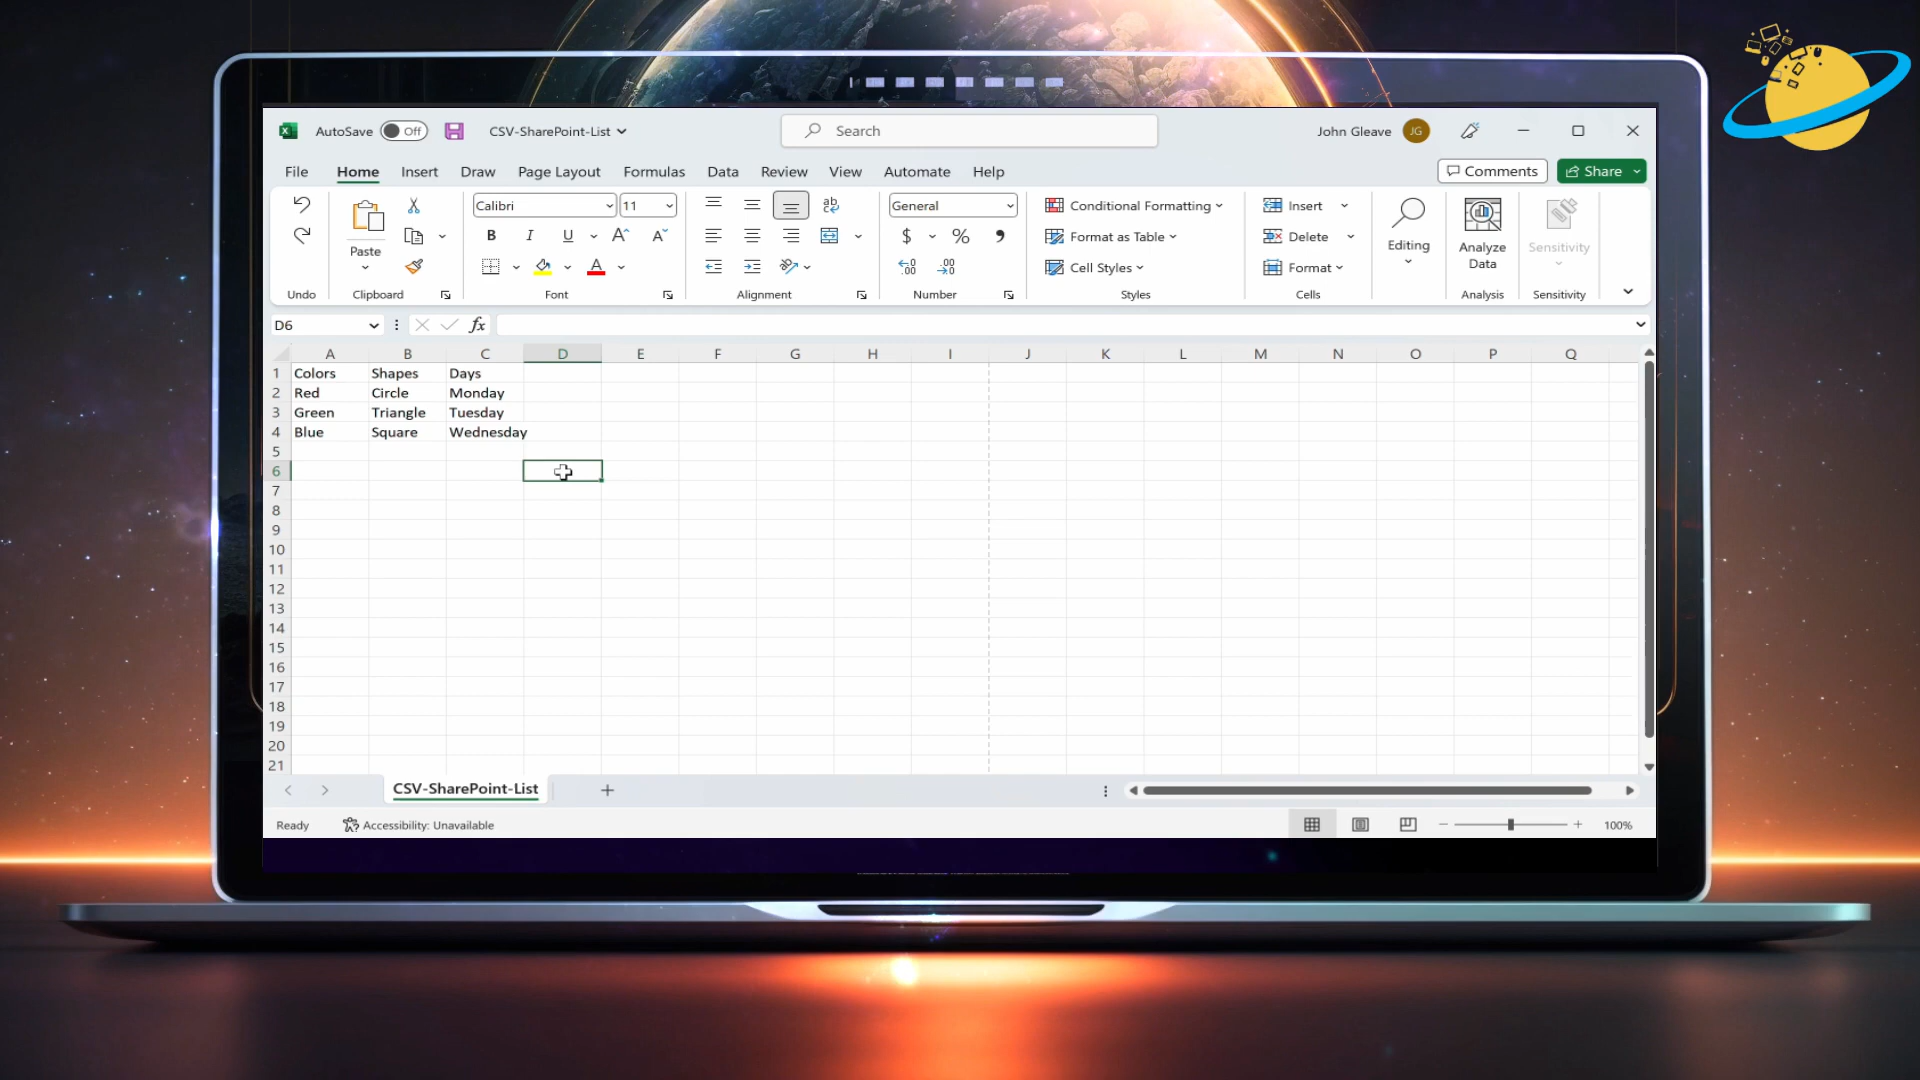 AutoSave Off CSV-SharePoint-List Search John Gleave JG
File Home Insert Draw Page Layout Formulas Data Review View Automate Help Comments Share
Calibri 11 ab General Conditional Formatting Insert
Paste B I U A A $ % Format as Table Delete Editing Analyze Data Sensitivity
A Cell Styles Format
Undo Clipboard Font Alignment Number Styles Cells Analysis Sensitivity
D6 fx
A B C D E F G H I J K L M N O P Q
1 Colors Shapes Days
2 Red Circle Monday
3 Green Triangle Tuesday
4 Blue Square Wednesday
5
6
7
8
9
10
11
12
13
14
15
16
17
18
19
20
21
CSV-SharePoint-List
Ready Accessibility: Unavailable 100%